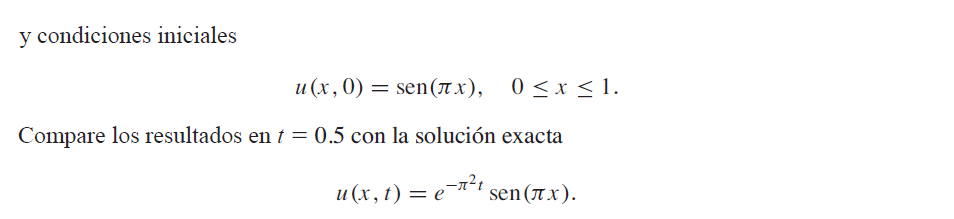 y condiciones iniciales
u(x, 0) = sen(πx), 0 ≤ x ≤ 1.
Compare los resultados en t = 0.5 con la solución exacta
u(x, t) = e^{−π²t} sen(πx).